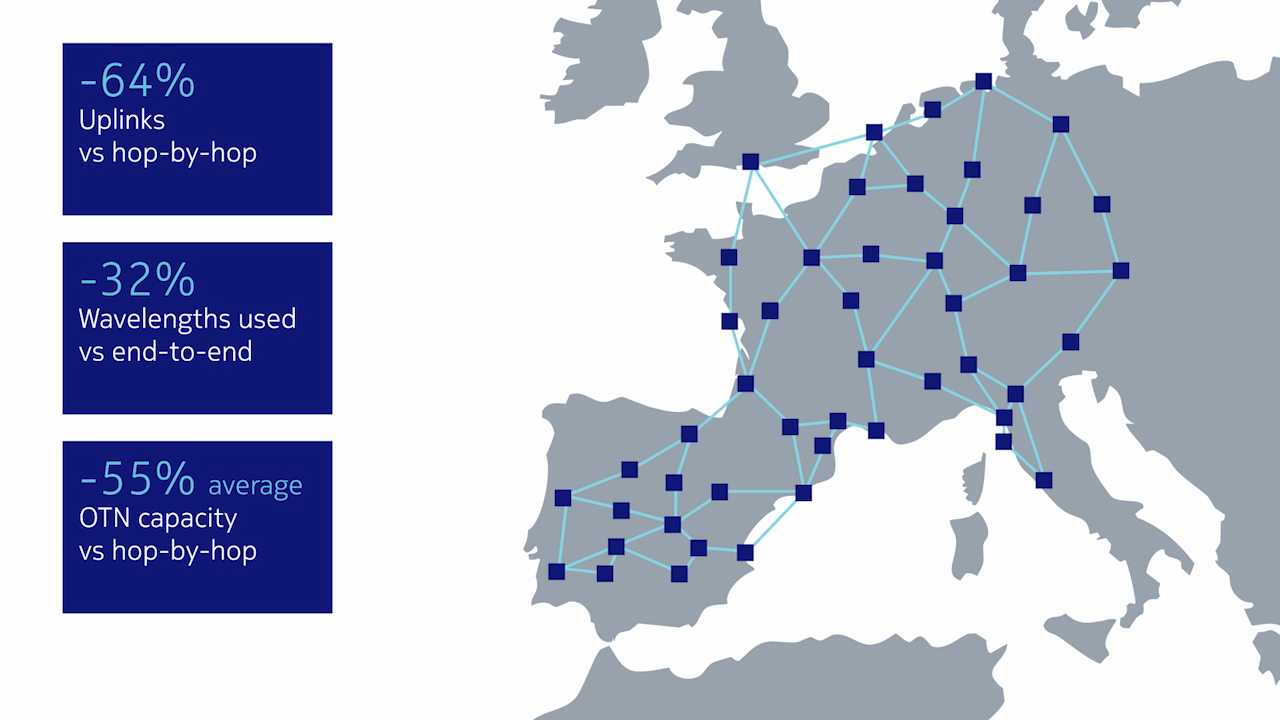 -64%
Uplinks
vs hop-by-hop
-32%
Wavelengths used
vs end-to-end
-55% average
OTN capacity
vs hop-by-hop